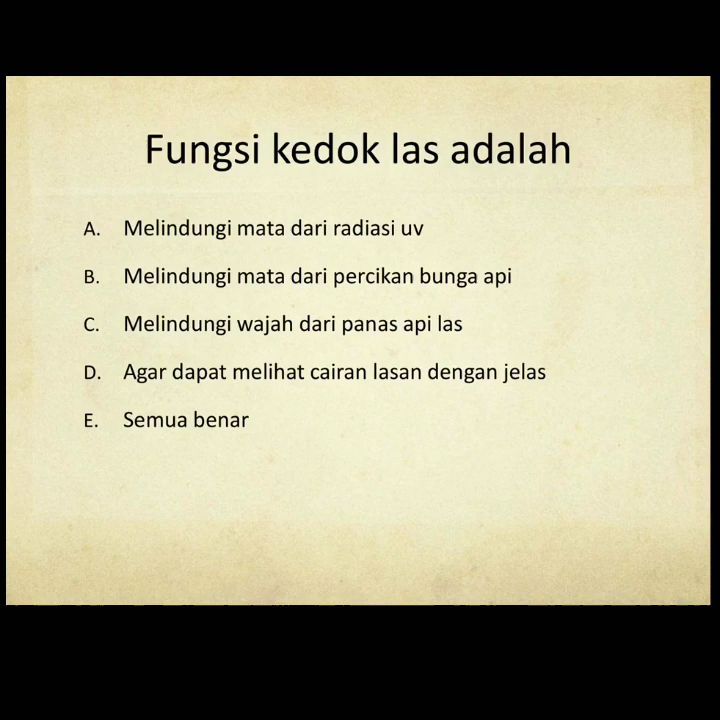 Fungsi kedok las adalah
A. Melindungi mata dari radiasi uv
B. Melindungi mata dari percikan bunga api
C. Melindungi wajah dari panas api las
D. Agar dapat melihat cairan lasan dengan jelas
E. Semua benar